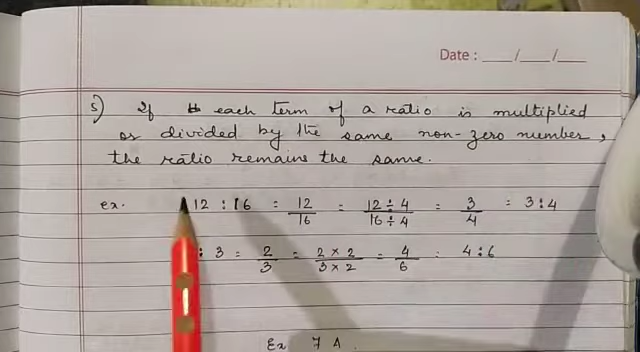 Date : ___/___/___
5) If each term of a ratio is multiplied
or divided by the same non-zero number,
the ratio remains the same.
ex. 12 : 16 = 12/16 = 12 ÷ 4/16 ÷ 4 = 3/4 = 3 : 4
: 3 = 2/3 = 2 × 2/3 × 2 = 4/6 = 4 : 6
Ex 7 A.